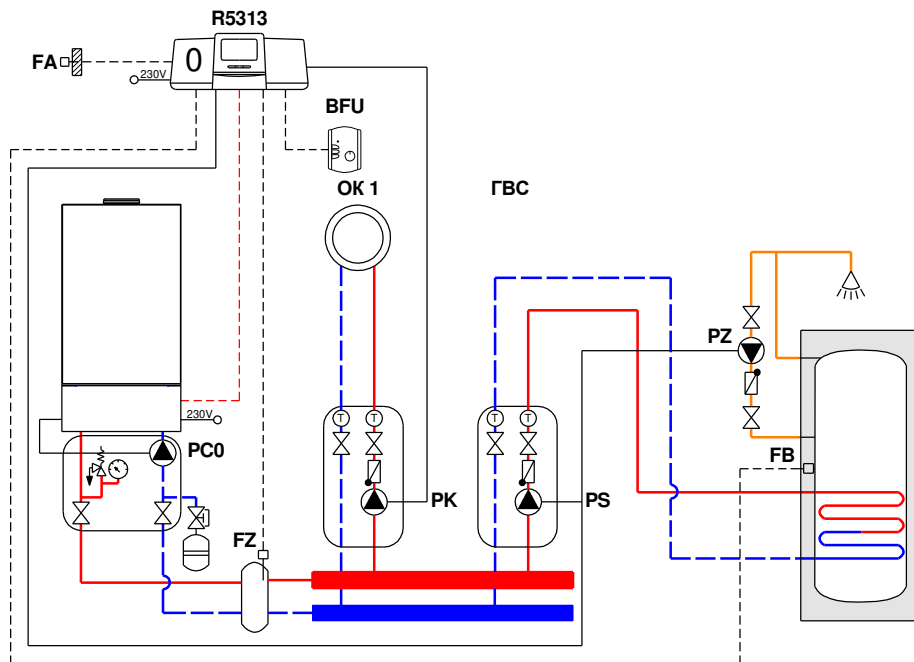 R5313
FA
0
230V
BFU
ОК 1
ГВС
PZ
230V
PC0
FB
T
T
T
T
PK
PS
FZ